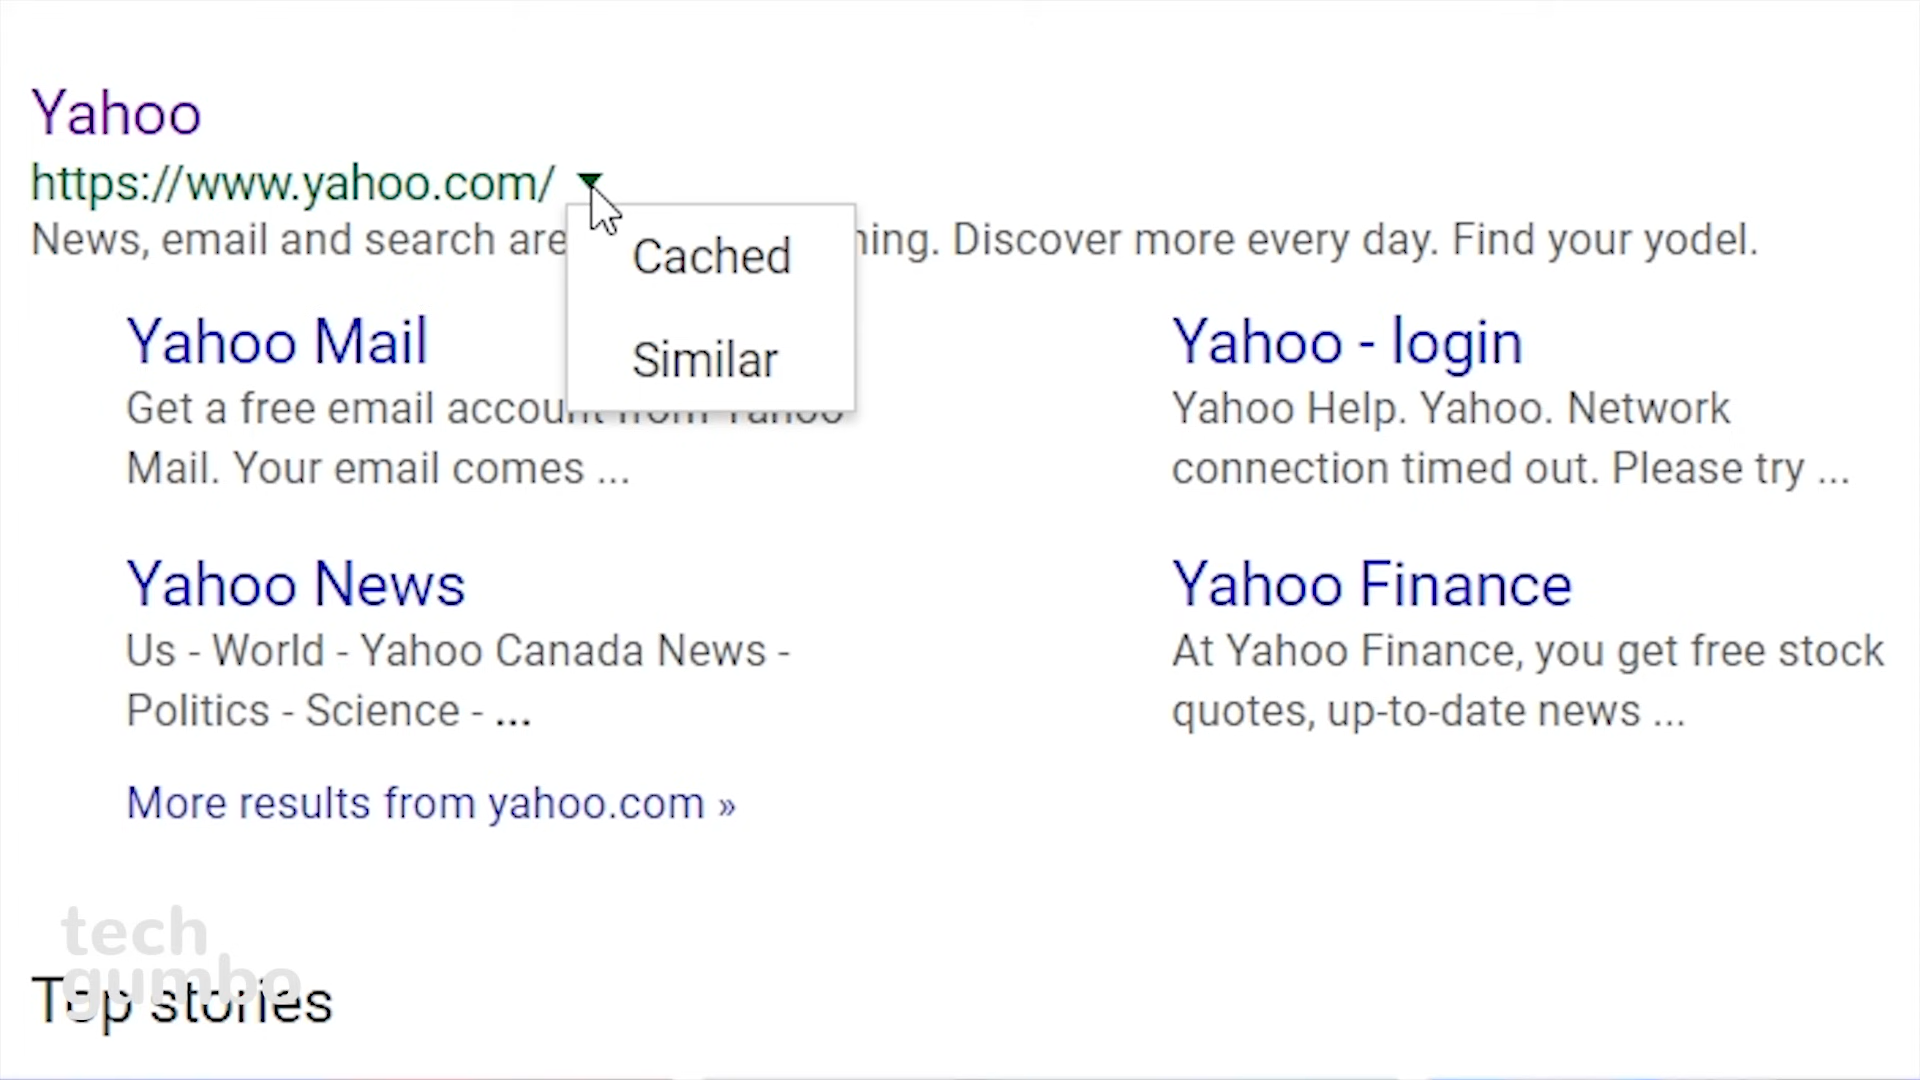 Yahoo
https://www.yahoo.com/
News, email and search are hing. Discover more every day. Find your yodel.
Cached
Similar
Yahoo Mail
Get a free email account from Yahoo
Mail. Your email comes ...
Yahoo - login
Yahoo Help. Yahoo. Network
connection timed out. Please try ...
Yahoo News
Us - World - Yahoo Canada News -
Politics - Science - ...
Yahoo Finance
At Yahoo Finance, you get free stock
quotes, up-to-date news ...
More results from yahoo.com »
tech
gumbo
Top stories